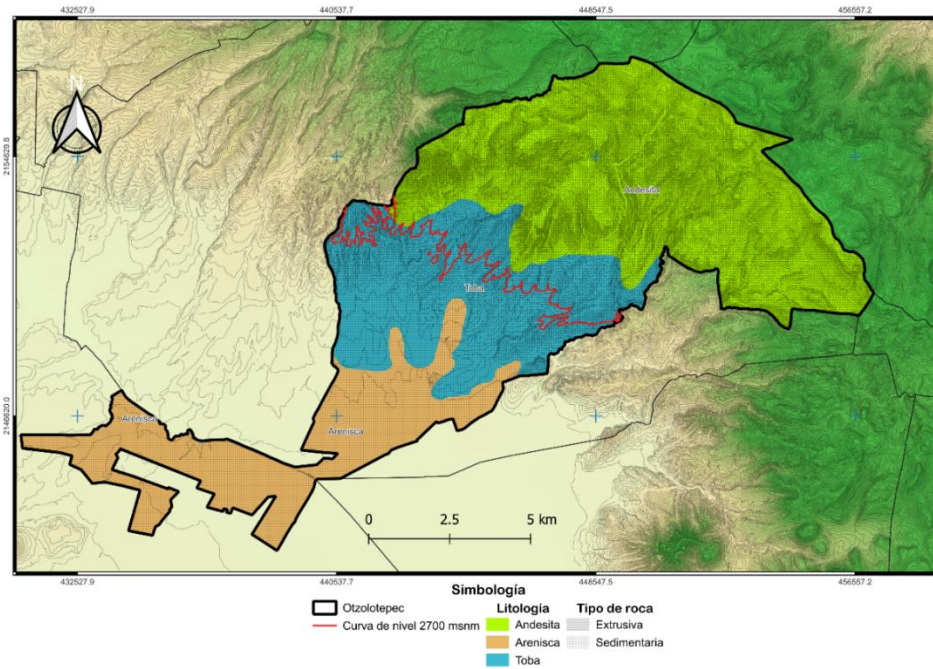 432527.9 440537.7 448547.5 456557.2
N
2154629.8
Andesita
Toba
2146620.0
Arenisca
Arenisca
0 2.5 5 km
432527.9 440537.7 448547.5 456557.2
Simbología
Otzolotepec
Curva de nivel 2700 msnm
Litologia
Andesita
Arenisca
Toba
Tipo de roca
Extrusiva
Sedimentaria